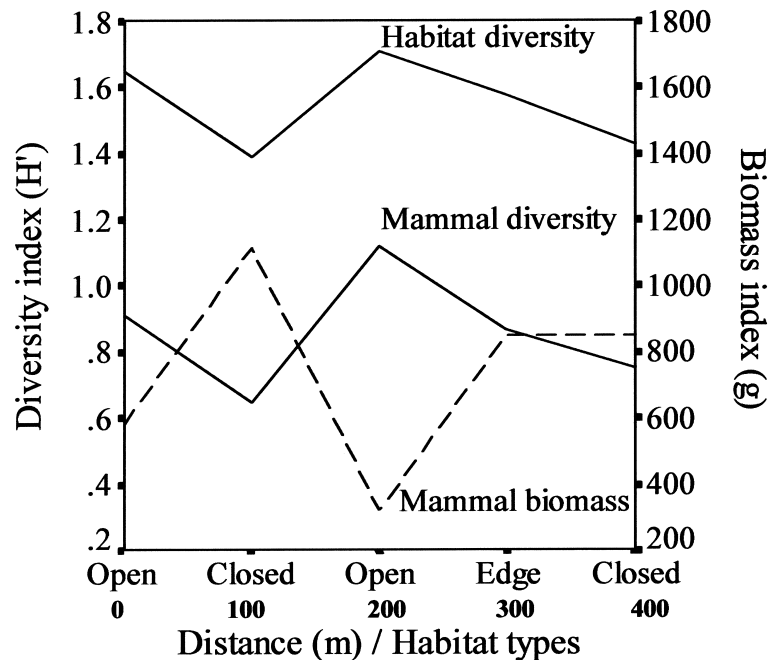 1.8
1.6
1.4
1.2
1.0
.8
.6
.4
.2
Diversity index (H')
1800
1600
1400
1200
1000
800
600
400
200
Biomass index (g)
Habitat diversity
Mammal diversity
Mammal biomass
Open Closed Open Edge Closed
0 100 200 300 400
Distance (m) / Habitat types